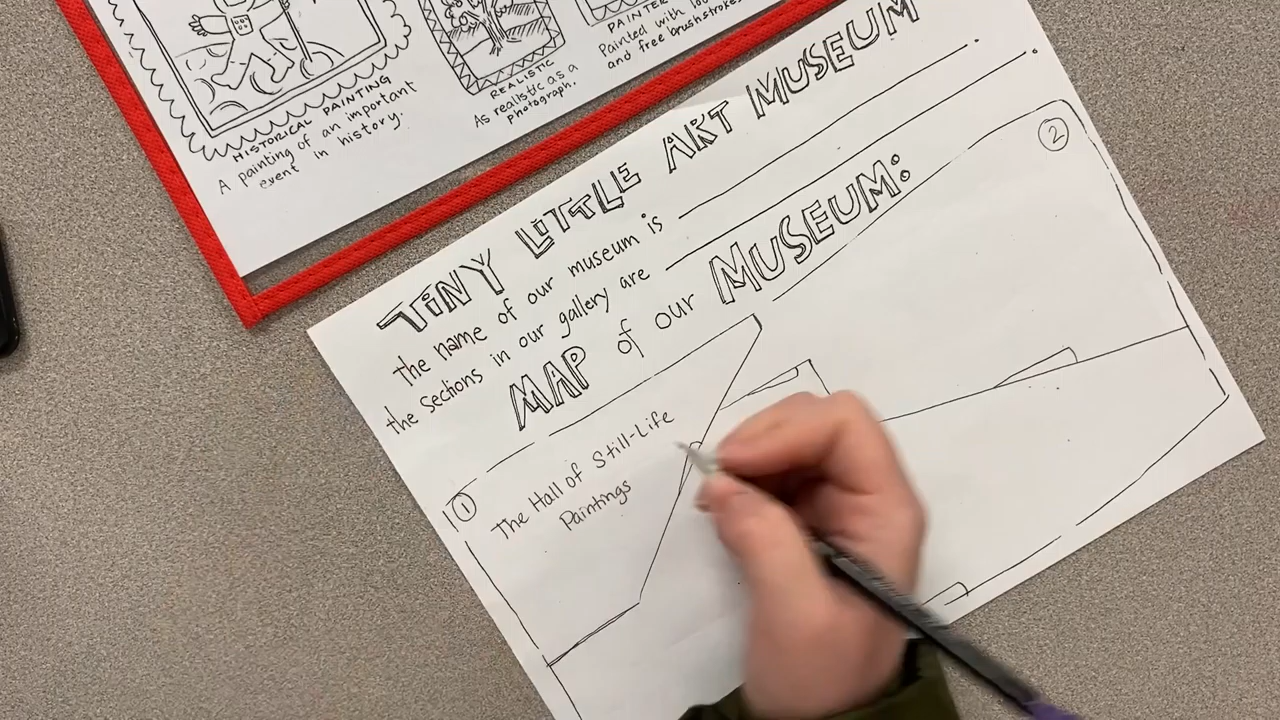 HISTORICAL PAINTING
A painting of an important
event in history.
REALISTIC
As realistic as a
photograph.
Painted with
and free brushstrokes
TINY LITTLE ART MUSEUM
the name of our museum is
the sections in our gallery are
MAP of our MUSEUM:
1
The Hall of Still-Life
Paintings
2